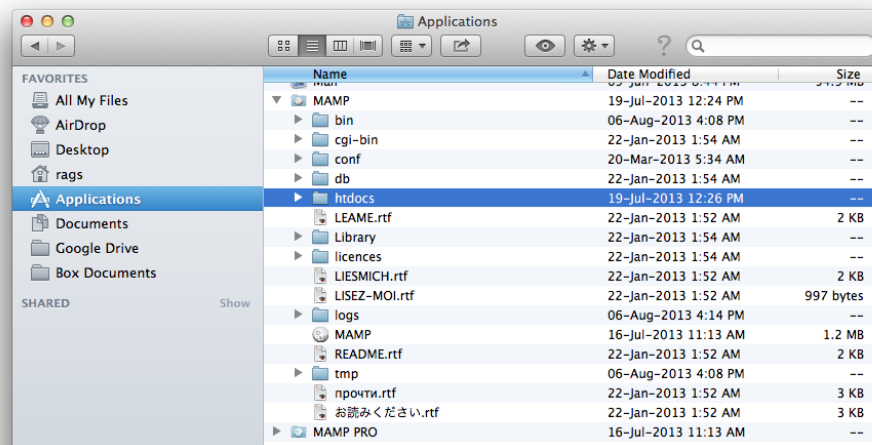 Applications
FAVORITES
All My Files
AirDrop
Desktop
rags
Applications
Documents
Google Drive
Box Documents
SHARED Show
Name Date Modified Size
MAMP 19-Jul-2013 12:24 PM --
bin 06-Aug-2013 4:08 PM --
cgi-bin 22-Jan-2013 1:54 AM --
conf 20-Mar-2013 5:34 AM --
db 22-Jan-2013 1:54 AM --
htdocs 19-Jul-2013 12:26 PM --
LEAME.rtf 22-Jan-2013 1:52 AM 2 KB
Library 22-Jan-2013 1:54 AM --
licences 22-Jan-2013 1:54 AM --
LIESMICH.rtf 22-Jan-2013 1:52 AM 2 KB
LISEZ-MOI.rtf 22-Jan-2013 1:52 AM 997 bytes
logs 06-Aug-2013 4:14 PM --
MAMP 16-Jul-2013 11:13 AM 1.2 MB
README.rtf 22-Jan-2013 1:52 AM 2 KB
tmp 06-Aug-2013 4:08 PM --
прочти.rtf 22-Jan-2013 1:52 AM 3 KB
お読みください.rtf 22-Jan-2013 1:52 AM 3 KB
MAMP PRO 16-Jul-2013 11:13 AM --